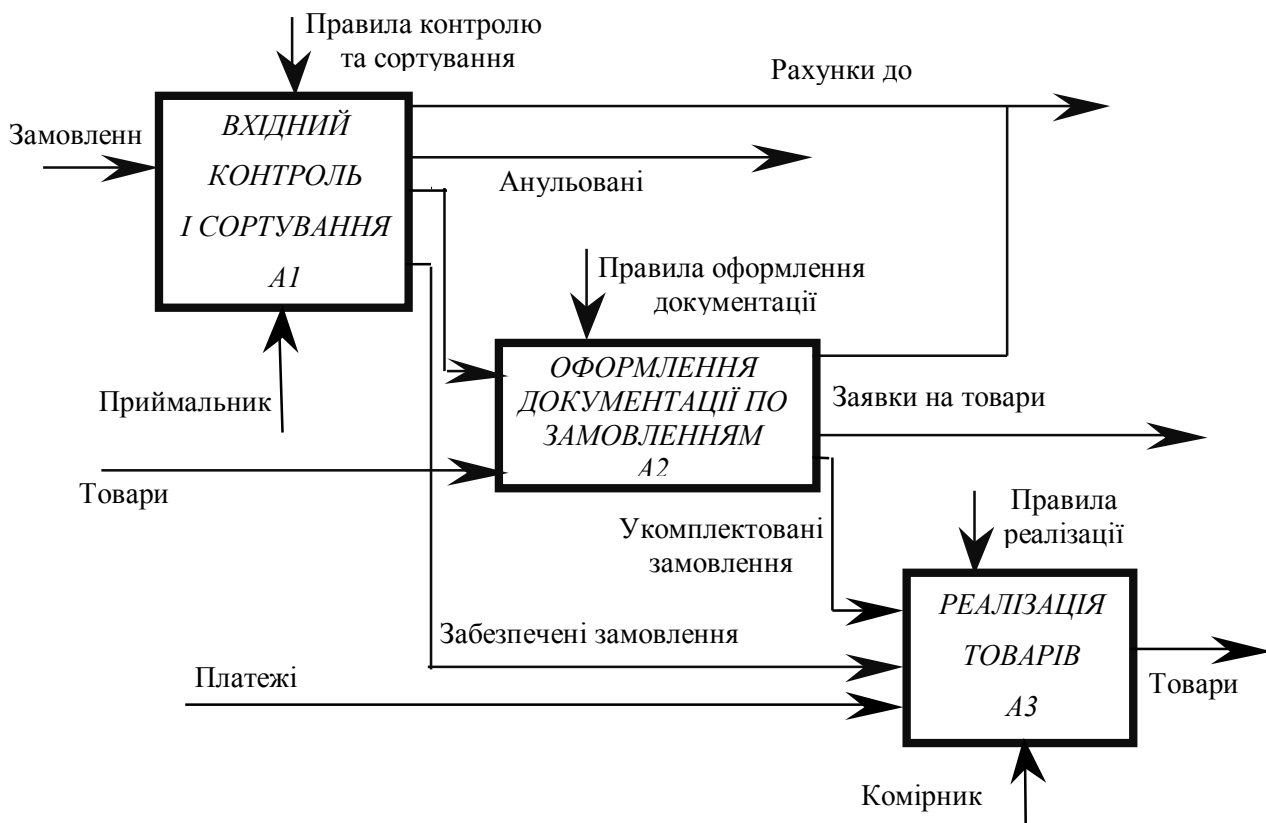 Правила контролю
та сортування
Рахунки до
Замовленн
ВХІДНИЙ
КОНТРОЛЬ
І СОРТУВАННЯ
А1
Анульовані
Правила оформлення
документації
Приймальник
ОФОРМЛЕННЯ
ДОКУМЕНТАЦІЇ ПО
ЗАМОВЛЕННЯМ
А2
Заявки на товари
Товари
Укомплектовані
замовлення
Правила
реалізації
Забезпечені замовлення
Платежі
РЕАЛІЗАЦІЯ
ТОВАРІВ
А3
Товари
Комірник